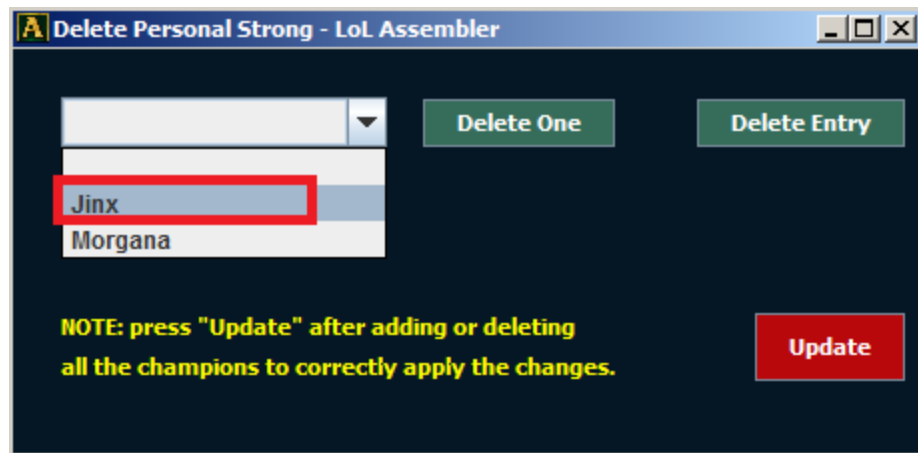 A Delete Personal Strong - LoL Assembler
Delete One
Delete Entry
Jinx
Morgana
NOTE: press "Update" after adding or deleting
all the champions to correctly apply the changes.
Update